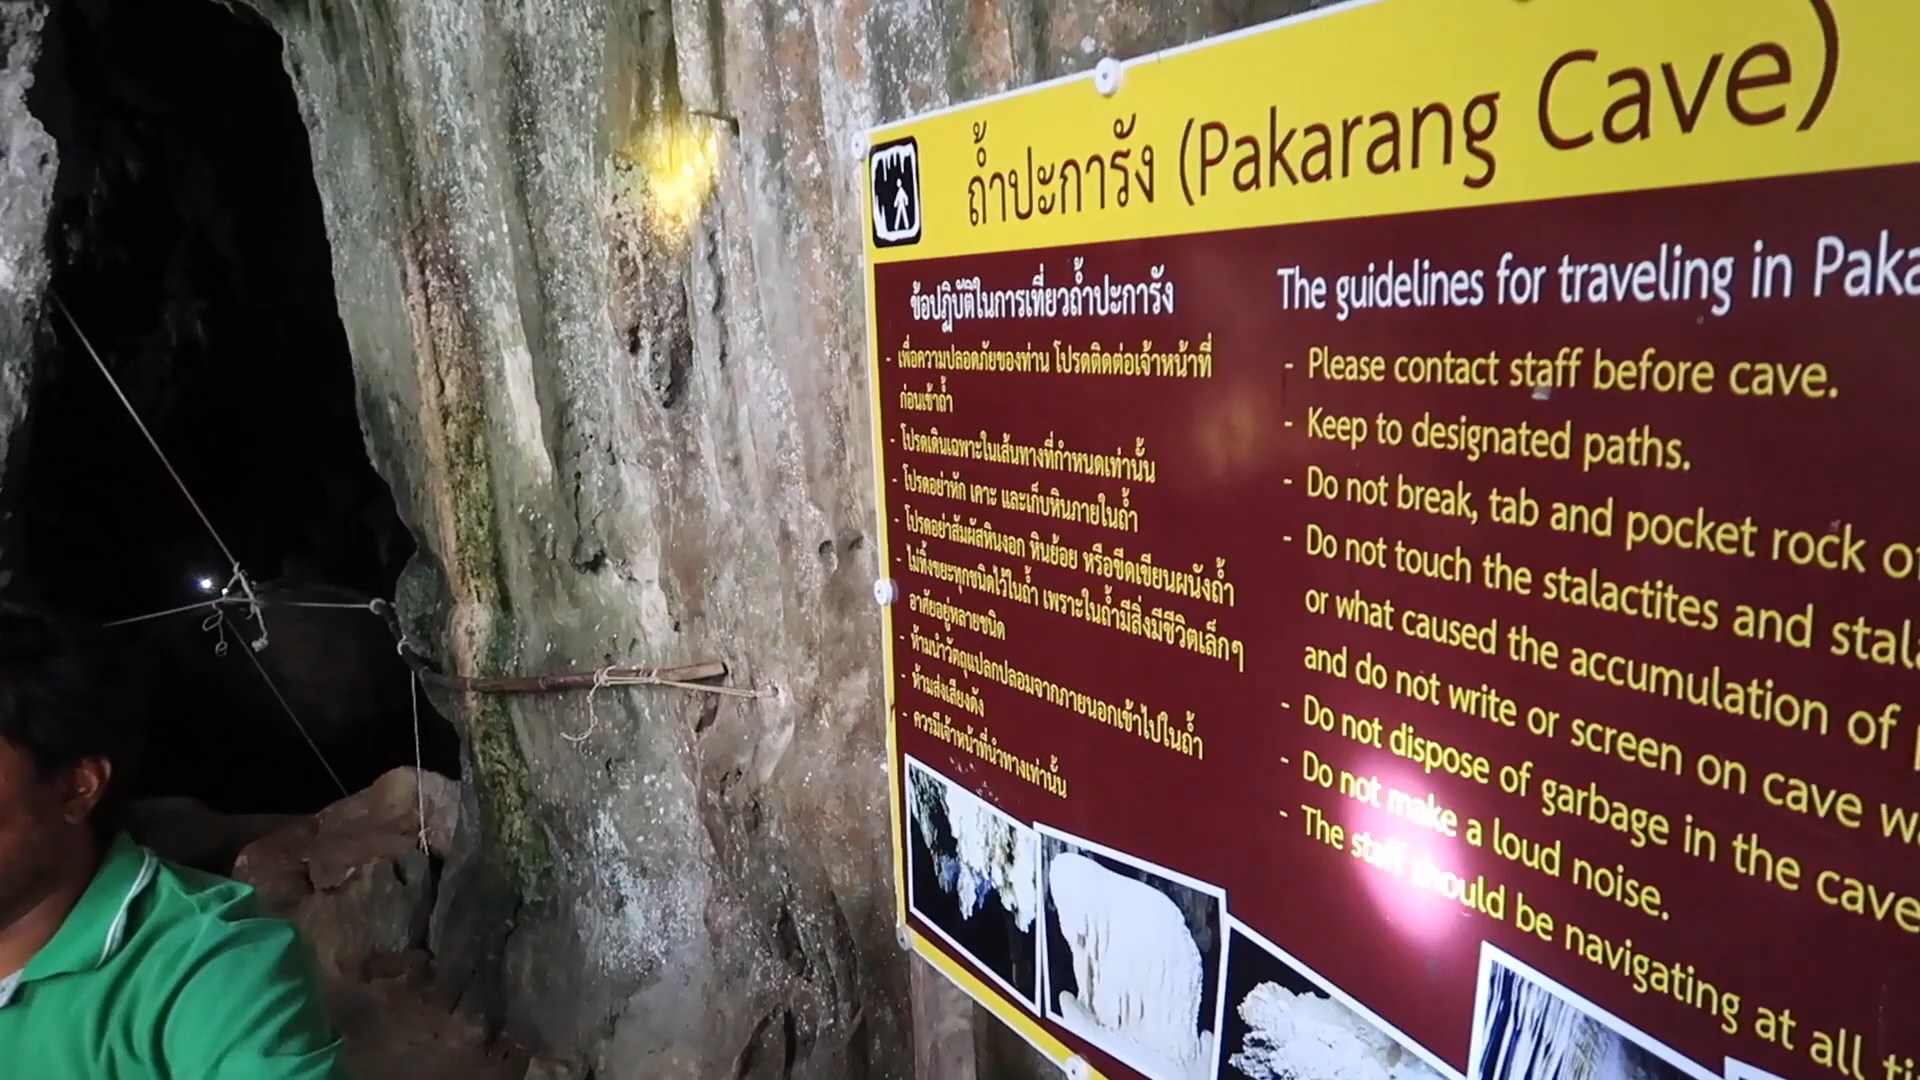 ถ้ำปะการัง (Pakarang Cave)
ข้อปฏิบัติในการเที่ยวถ้ำปะการัง
- เพื่อความปลอดภัยของท่าน โปรดติดต่อเจ้าหน้าที่
ก่อนเข้าถ้ำ
- โปรดเดินเฉพาะในเส้นทางที่กำหนดเท่านั้น
- โปรดอย่าหัก เคาะ และเก็บหินภายในถ้ำ
- โปรดอย่าสัมผัสหินงอก หินย้อย หรือขีดเขียนผนังถ้ำ
- ไม่ทิ้งขยะทุกชนิดไว้ในถ้ำ เพราะในถ้ำมีสิ่งมีชีวิตเล็กๆ
อาศัยอยู่หลายชนิด
- ห้ามนำวัตถุแปลกปลอมจากภายนอกเข้าไปในถ้ำ
- ห้ามส่งเสียงดัง
- ควรมีเจ้าหน้าที่นำทางเท่านั้น
The guidelines for traveling in Paka
- Please contact staff before cave.
- Keep to designated paths.
- Do not break, tab and pocket rock of
- Do not touch the stalactites and stala
or what caused the accumulation of
and do not write or screen on cave w
- Do not dispose of garbage in the cave
- Do not make a loud noise.
- The staff should be navigating at all ti